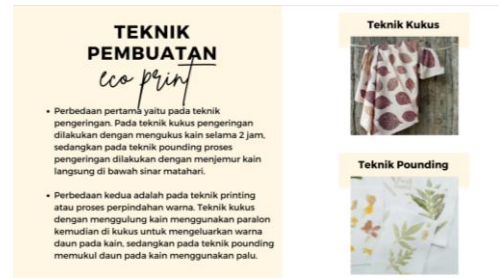 TEKNIK
PEMBUATAN
eco print
• Perbedaan pertama yaitu pada teknik
pengeringan. Pada teknik kukus pengeringan
dilakukan dengan mengukus kain selama 2 jam,
sedangkan pada teknik pounding proses
pengeringan dilakukan dengan menjemur kain
langsung di bawah sinar matahari.
• Perbedaan kedua adalah pada teknik printing
atau proses perpindahan warna. Teknik kukus
dengan menggulung kain menggunakan paralon
kemudian di kukus untuk mengeluarkan warna
daun pada kain, sedangkan pada teknik pounding
memukul daun pada kain menggunakan palu.
Teknik Kukus
Teknik Pounding